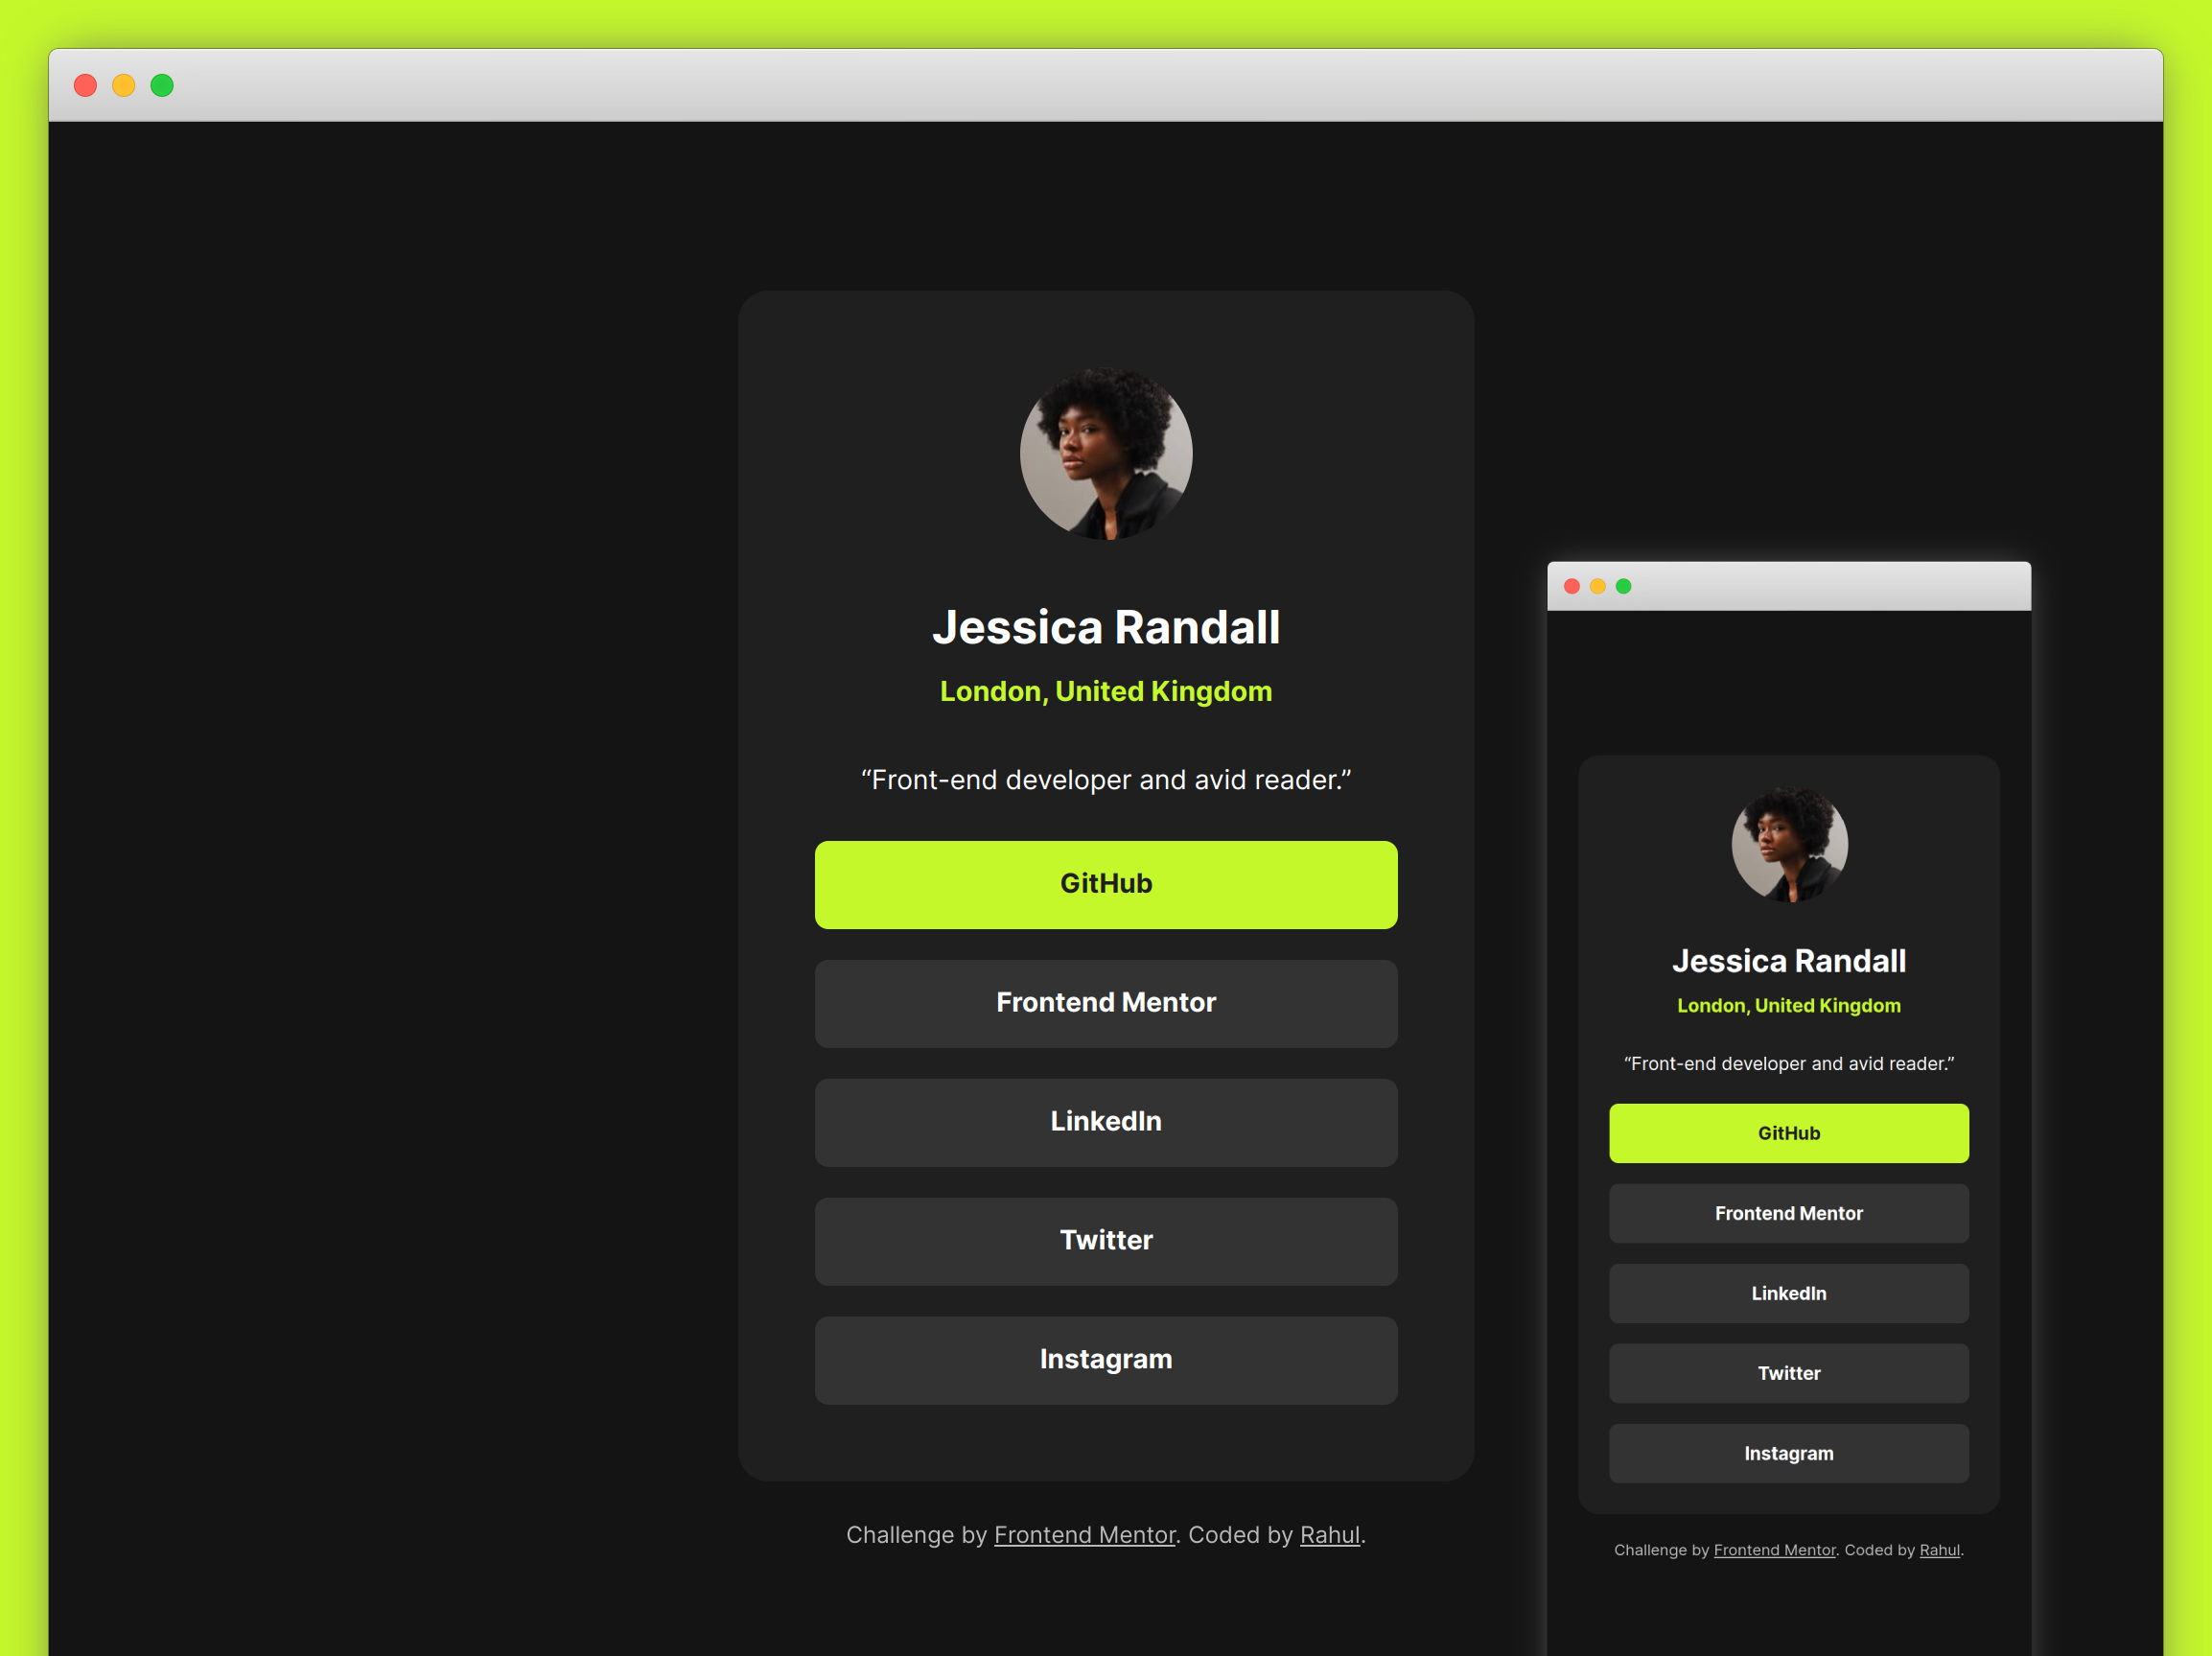 Jessica Randall
London, United Kingdom
“Front-end developer and avid reader.”
GitHub
Frontend Mentor
LinkedIn
Twitter
Instagram
Challenge by Frontend Mentor. Coded by Rahul.
Jessica Randall
London, United Kingdom
“Front-end developer and avid reader.”
GitHub
Frontend Mentor
LinkedIn
Twitter
Instagram
Challenge by Frontend Mentor. Coded by Rahul.